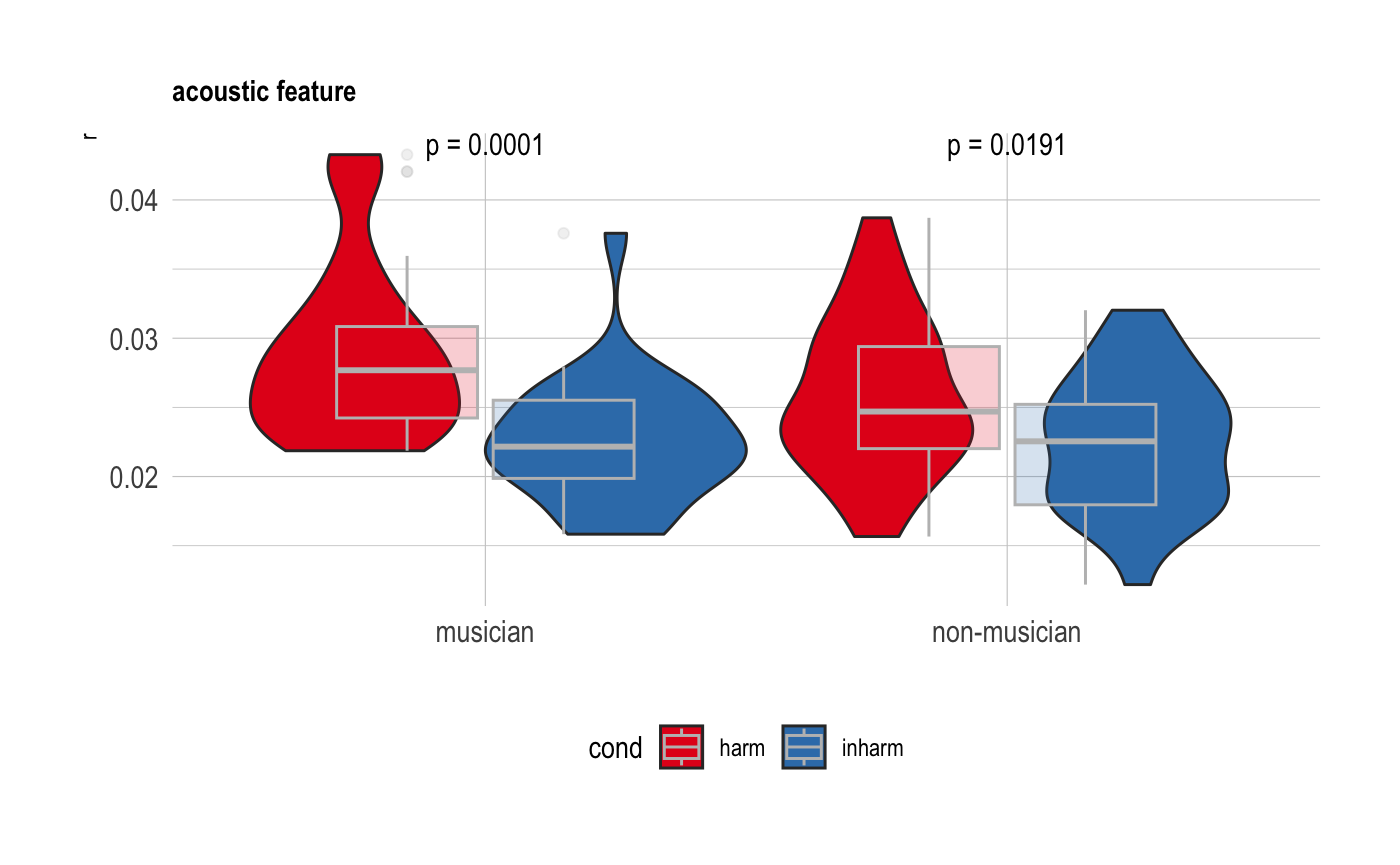 acoustic feature
r
p = 0.0001 p = 0.0191
0.04
0.03
0.02
musician non-musician
cond harm inharm